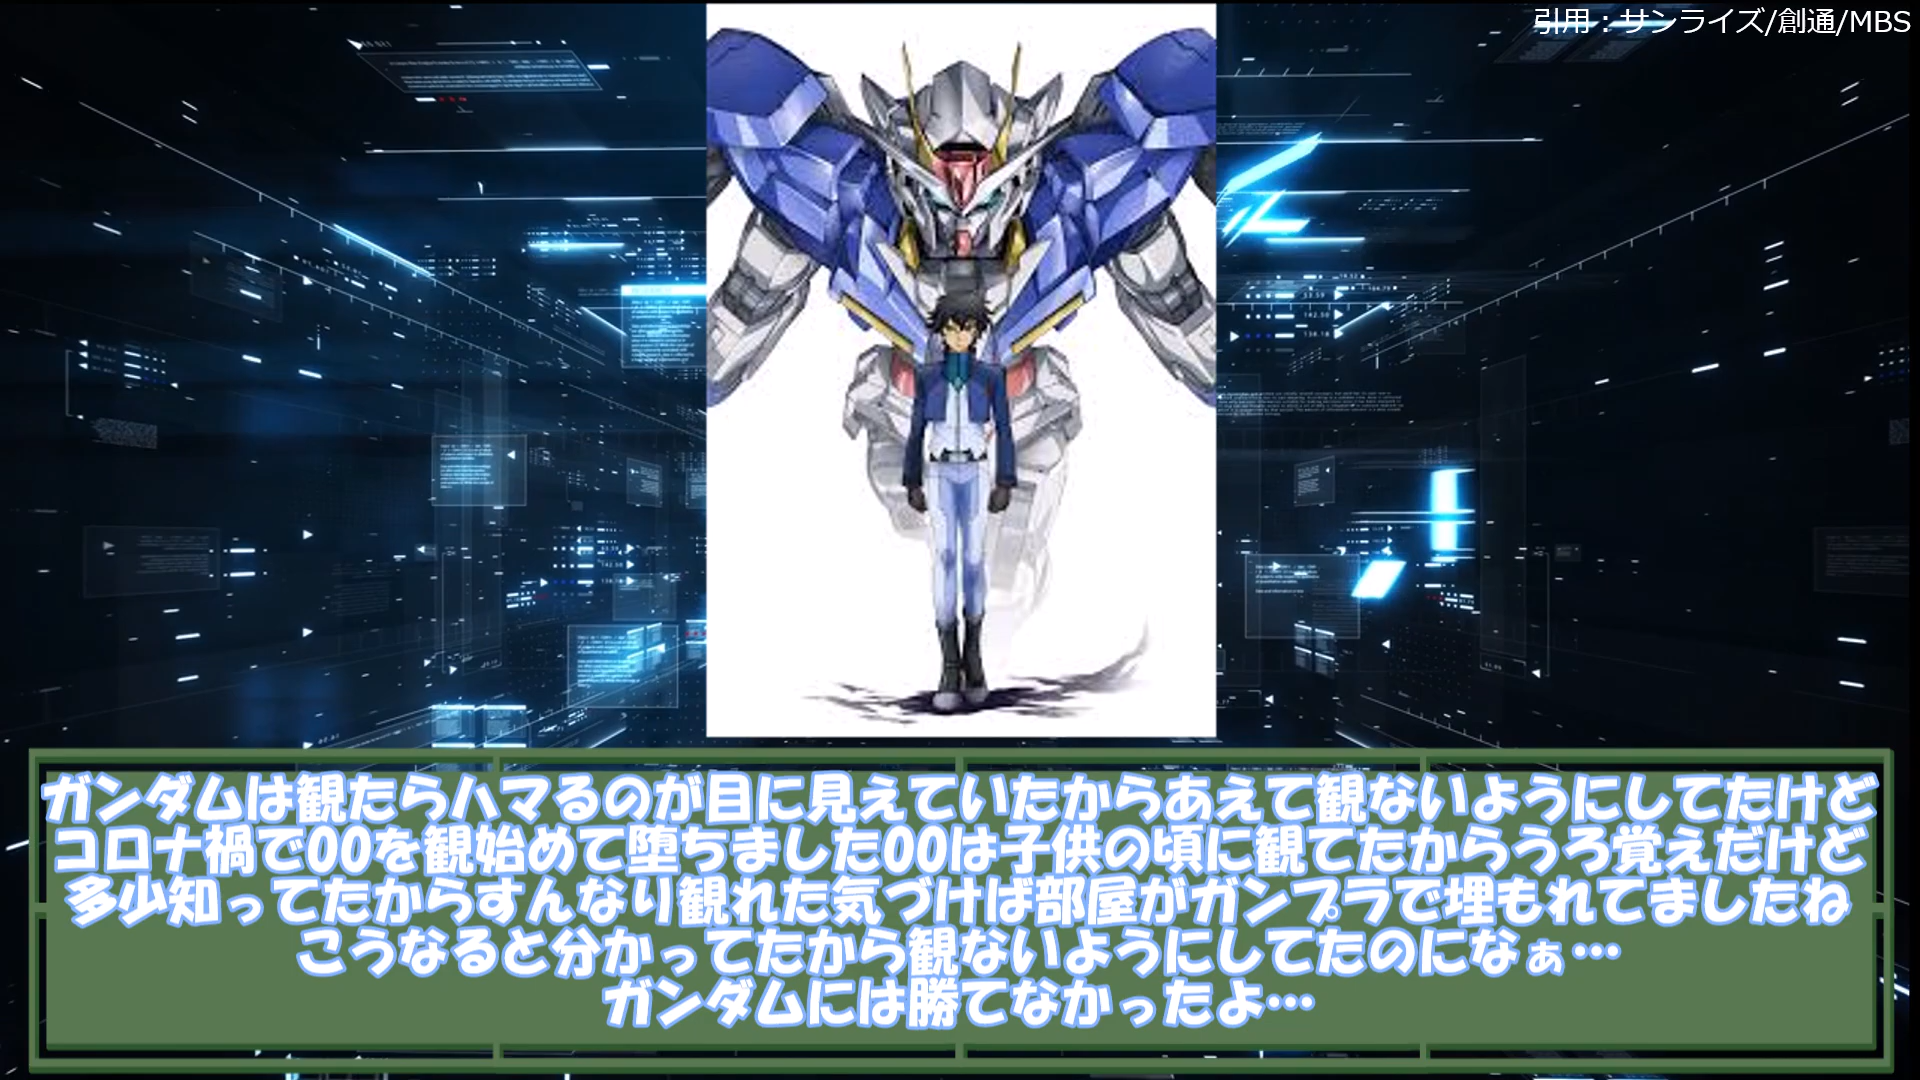 引用：サンライズ/創通/MBS
ガンダムは観たらハマるのが目に見えていたからあえて観ないようにしてたけど
コロナ禍で00を観始めて堕ちました00は子供の頃に観てたからうろ覚えだけど
多少知ってたからすんなり観れた気づけば部屋がガンプラで埋もれてましたね
こうなると分かってたから観ないようにしてたのになぁ…
ガンダムには勝てなかったよ…